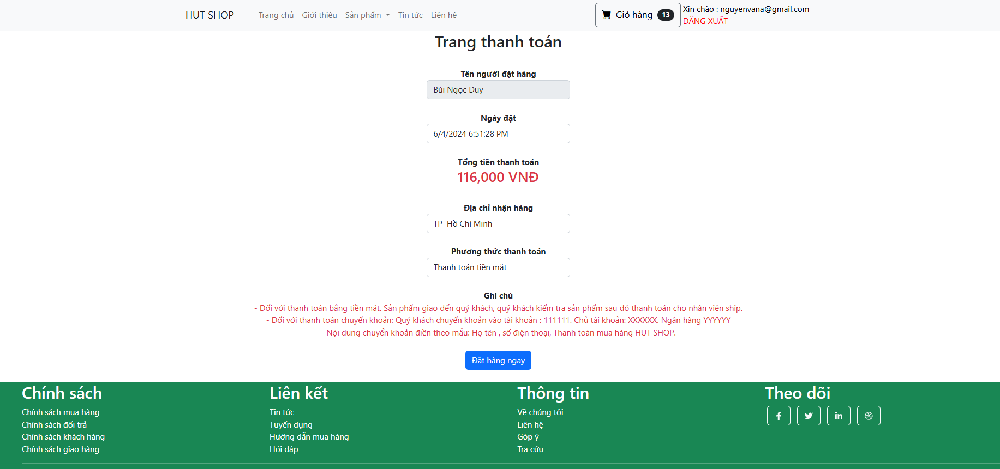 HUT SHOP Trang chủ Giới thiệu Sản phẩm Tin tức Liên hệ Giỏ hàng 13 Xin chào : nguyenvana@gmail.com
ĐĂNG XUẤT
Trang thanh toán
Tên người đặt hàng
Bùi Ngọc Duy
Ngày đặt
6/4/2024 6:51:28 PM
Tổng tiền thanh toán
116,000 VNĐ
Địa chỉ nhận hàng
TP  Hồ Chí Minh
Phương thức thanh toán
Thanh toán tiền mặt
Ghi chú
- Đối với thanh toán bằng tiền mặt. Sản phẩm giao đến quý khách, quý khách kiểm tra sản phẩm sau đó thanh toán cho nhân viên ship.
- Đối với thanh toán chuyển khoản: Quý khách chuyển khoản vào tài khoản : 111111. Chủ tài khoản: XXXXXX. Ngân hàng YYYYYY
- Nội dung chuyển khoản điền theo mẫu: Họ tên , số điện thoại, Thanh toán mua hàng HUT SHOP.
Đặt hàng ngay
Chính sách
Chính sách mua hàng
Chính sách đổi trả
Chính sách khách hàng
Chính sách giao hàng
Liên kết
Tin tức
Tuyển dụng
Hướng dẫn mua hàng
Hỏi đáp
Thông tin
Về chúng tôi
Liên hệ
Góp ý
Tra cứu
Theo dõi